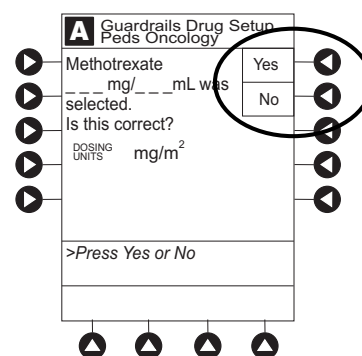 A Guardrails Drug Setup
Peds Oncology
Methotrexate
_ _ _ mg/_ _ _mL was
selected.
Is this correct?
DOSING
UNITS mg/m²
Yes
No
>Press Yes or No